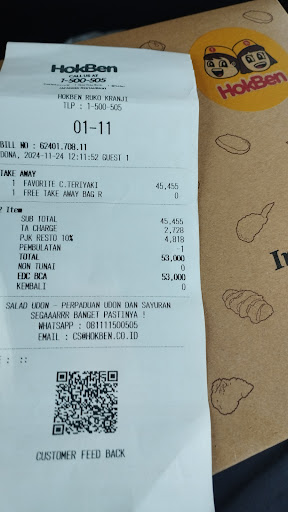 HokBen
CALL US AT
1-500-505
HOKBEN RUKO KRANJI
TLP : 1-500-505
01-11
BILL NO : 62401.708.11
DONA, 2024-11-24 12:11:52 GUEST 1
TAKE AWAY
1 FAVORITE C.TERIYAKI 45,455
1 FREE TAKE AWAY BAG R 0
2 Item
SUB TOTAL 45,455
TA CHARGE 2,728
PJK RESTO 10% 4,818
PEMBULATAN -1
TOTAL 53,000
NON TUNAI 0
EDC BCA 53,000
KEMBALI 0
SALAD UDON - PERPADUAN UDON DAN SAYURAN
SEGAAARRR BANGET PASTINYA !
WHATSAPP : 081111500505
EMAIL : CS@HOKBEN.CO.ID
E : ::
CUSTOMER FEED BACK
HokBen